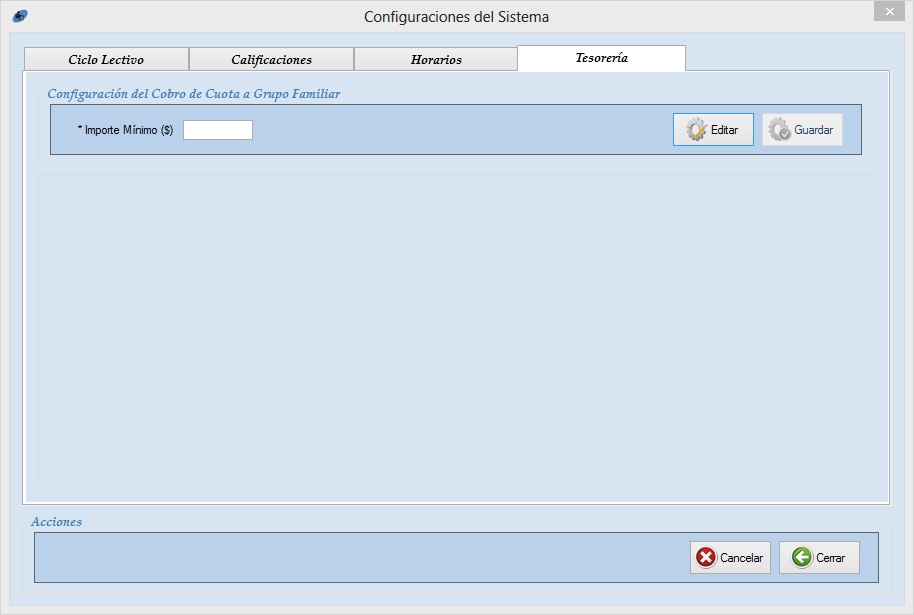 Configuraciones del Sistema
Ciclo Lectivo
Calificaciones
Horarios
Tesorería
Configuración del Cobro de Cuota a Grupo Familiar
* Importe Mínimo ($)
Editar
Guardar
Acciones
Cancelar
Cerrar